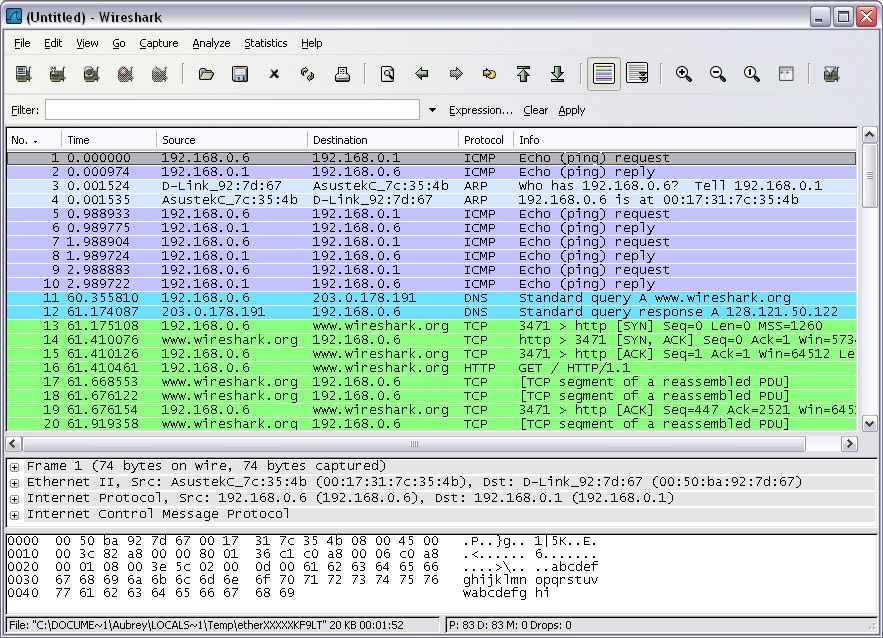 (Untitled) - Wireshark
File Edit View Go Capture Analyze Statistics Help
Filter: Expression... Clear Apply
No. . Time Source Destination Protocol Info
1 0.000000 192.168.0.6 192.168.0.1 ICMP Echo (ping) request
2 0.000974 192.168.0.1 192.168.0.6 ICMP Echo (ping) reply
3 0.001524 D-Link_92:7d:67 AsustekC_7c:35:4b ARP Who has 192.168.0.6? Tell 192.168.0.1
4 0.001535 AsustekC_7c:35:4b D-Link_92:7d:67 ARP 192.168.0.6 is at 00:17:31:7c:35:4b
5 0.988933 192.168.0.6 192.168.0.1 ICMP Echo (ping) request
6 0.989775 192.168.0.1 192.168.0.6 ICMP Echo (ping) reply
7 1.988904 192.168.0.6 192.168.0.1 ICMP Echo (ping) request
8 1.989724 192.168.0.1 192.168.0.6 ICMP Echo (ping) reply
9 2.988883 192.168.0.6 192.168.0.1 ICMP Echo (ping) request
10 2.989722 192.168.0.1 192.168.0.6 ICMP Echo (ping) reply
11 60.355810 192.168.0.6 203.0.178.191 DNS Standard query A www.wireshark.org
12 61.174087 203.0.178.191 192.168.0.6 DNS Standard query response A 128.121.50.122
13 61.175108 192.168.0.6 www.wireshark.org TCP 3471 > http [SYN] Seq=0 Len=0 MSS=1260
14 61.410076 www.wireshark.org 192.168.0.6 TCP http > 3471 [SYN, ACK] Seq=0 Ack=1 Win=573
15 61.410126 192.168.0.6 www.wireshark.org TCP 3471 > http [ACK] Seq=1 Ack=1 Win=64512 Le
16 61.410461 192.168.0.6 www.wireshark.org HTTP GET / HTTP/1.1
17 61.668553 www.wireshark.org 192.168.0.6 TCP [TCP segment of a reassembled PDU]
18 61.676122 www.wireshark.org 192.168.0.6 TCP [TCP segment of a reassembled PDU]
19 61.676154 192.168.0.6 www.wireshark.org TCP 3471 > http [ACK] Seq=447 Ack=2521 Win=645
20 61.919358 www.wireshark.org 192.168.0.6 TCP [TCP segment of a reassembled PDU]
Frame 1 (74 bytes on wire, 74 bytes captured)
Ethernet II, Src: AsustekC_7c:35:4b (00:17:31:7c:35:4b), Dst: D-Link_92:7d:67 (00:50:ba:92:7d:67)
Internet Protocol, Src: 192.168.0.6 (192.168.0.6), Dst: 192.168.0.1 (192.168.0.1)
Internet Control Message Protocol
0000 00 50 ba 92 7d 67 00 17 31 7c 35 4b 08 00 45 00 .P..}g.. 1|5K..E.
0010 00 3c 82 a8 00 00 80 01 36 c1 c0 a8 00 06 c0 a8 .<...... 6.......
0020 00 01 08 00 3e 5c 02 00 0d 00 61 62 63 64 65 66 ....>\.. ..abcdef
0030 67 68 69 6a 6b 6c 6d 6e 6f 70 71 72 73 74 75 76 ghijklmn opqrstuv
0040 77 61 62 63 64 65 66 67 68 69 wabcdefg hi
File: "C:\DOCUME~1\Aubrey\LOCALS~1\Temp\etherXXXXXKF9LT" 20 KB 00:01:52 P: 83 D: 83 M: 0 Drops: 0